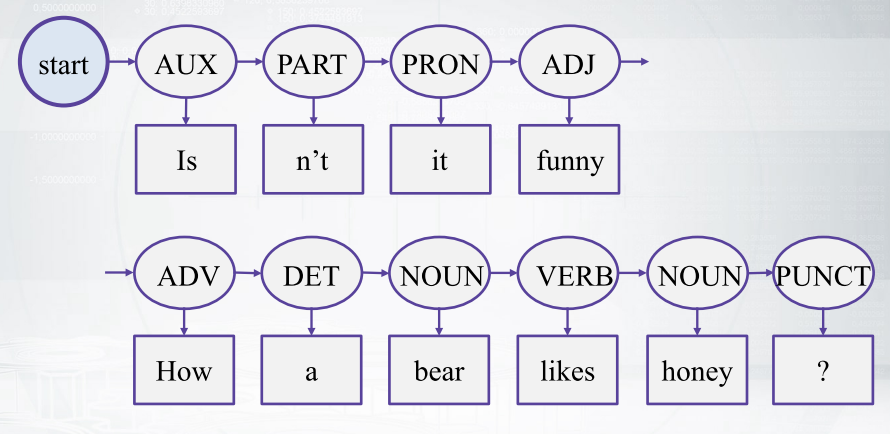 start AUX PART PRON ADJ
Is n’t it funny
ADV DET NOUN VERB NOUN PUNCT
How a bear likes honey ?